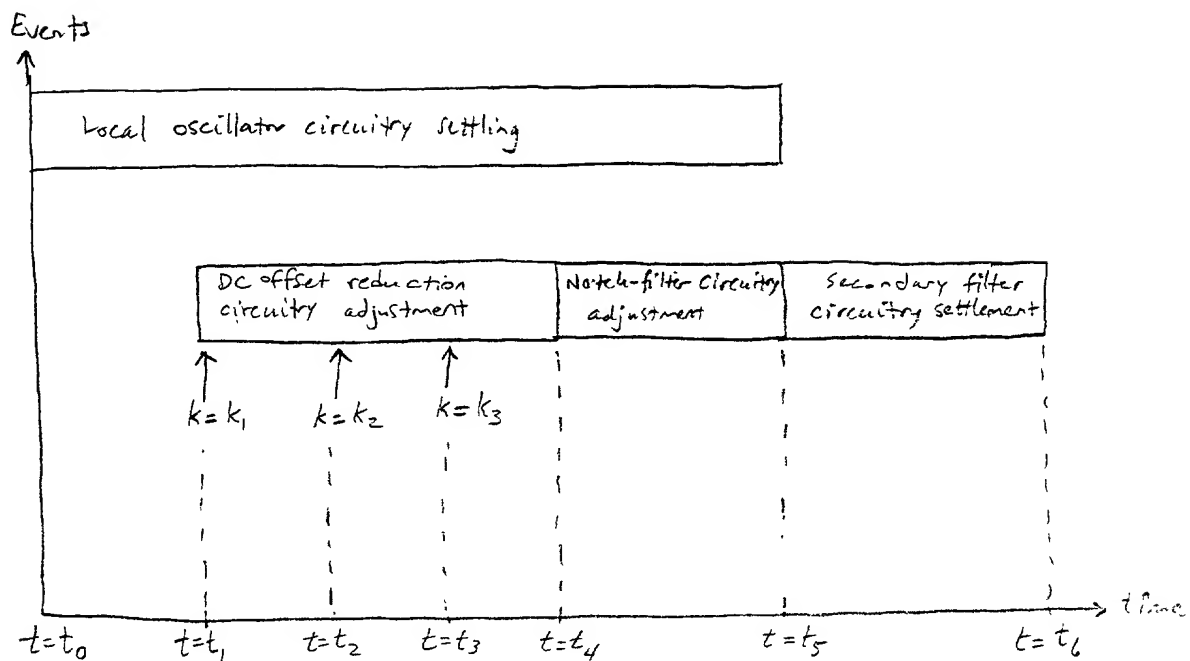 Events
Local oscillator circuitry settling
DC offset reduction
circuitry adjustment
Notch-filter Circuitry
adjustment
Secondary filter
circuitry settlement
k=k₁
k=k₂
k=k₃
time
t=t₀
t=t₁
t=t₂
t=t₃
t=t₄
t=t₅
t=t₆